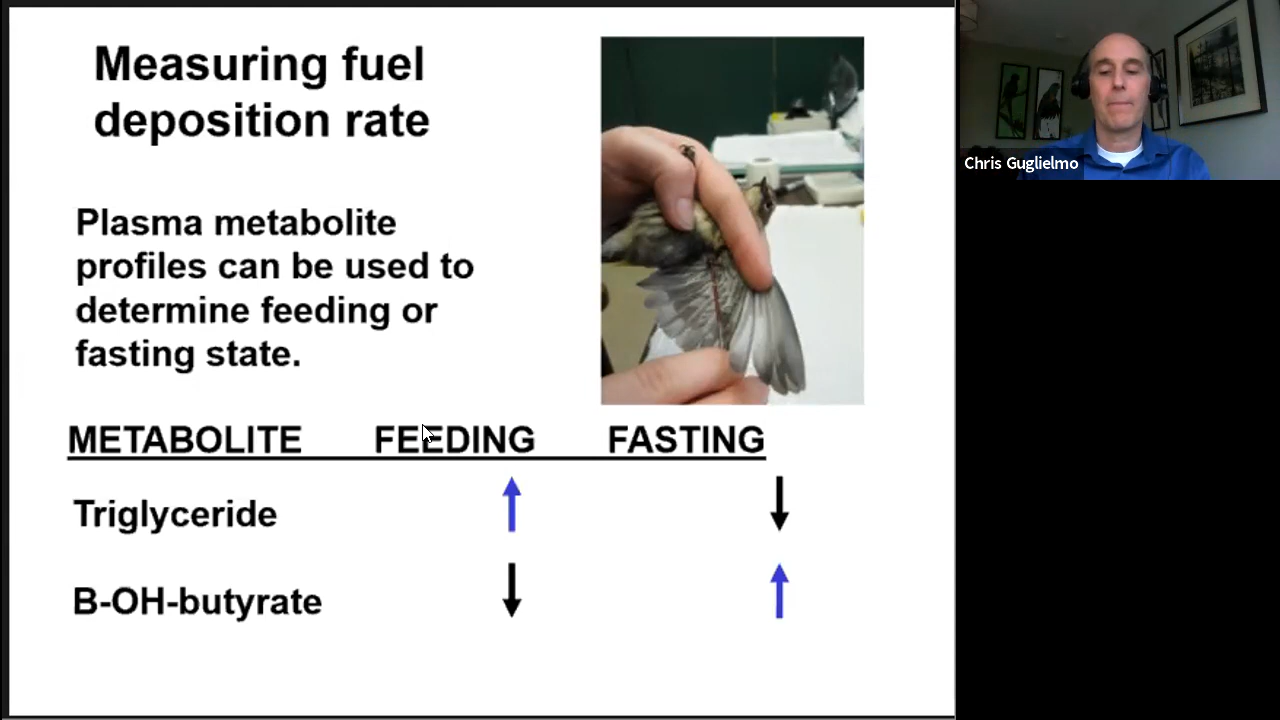 Measuring fuel
deposition rate
Plasma metabolite
profiles can be used to
determine feeding or
fasting state.
METABOLITE FEEDING FASTING
Triglyceride
B-OH-butyrate
Chris Guglielmo